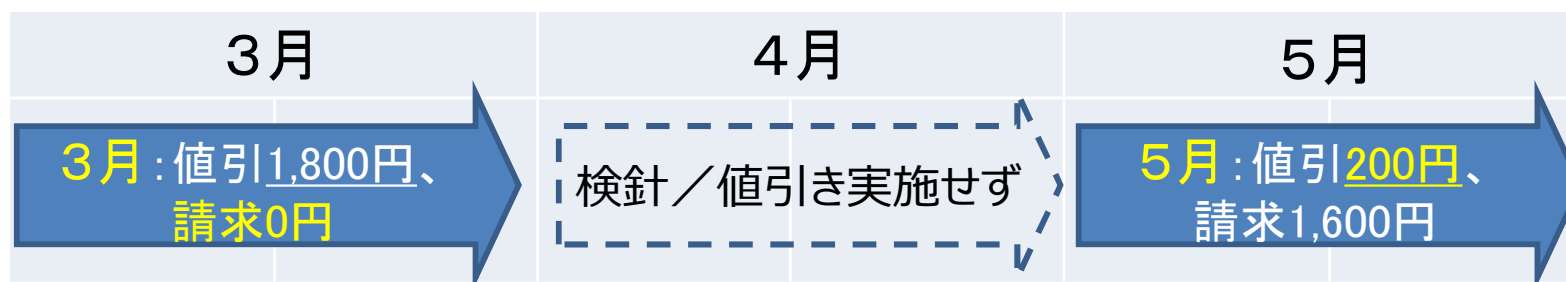 ３月
４月
５月
３月：値引1,800円、
請求0円
検針／値引き実施せず
５月：値引200円、
請求1,600円